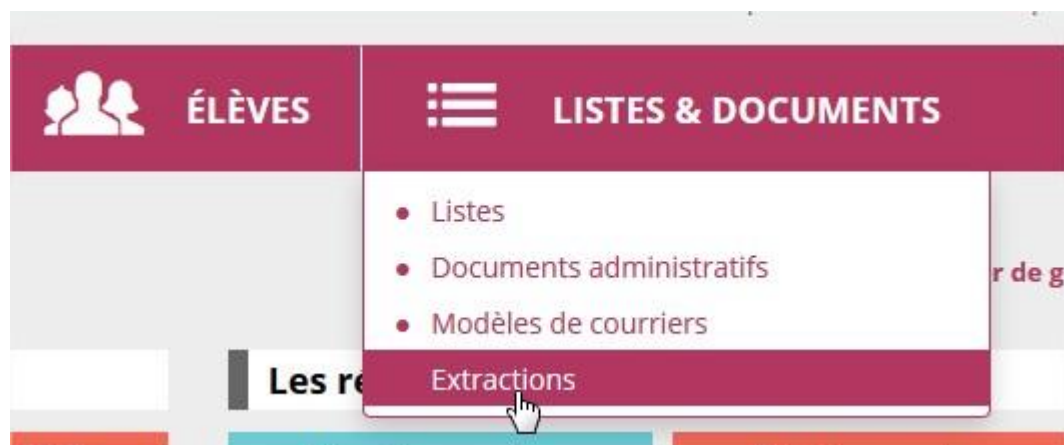 ÉLÈVES
LISTES & DOCUMENTS
Listes
Documents administratifs
r de g
Modèles de courriers
Les re
Extractions